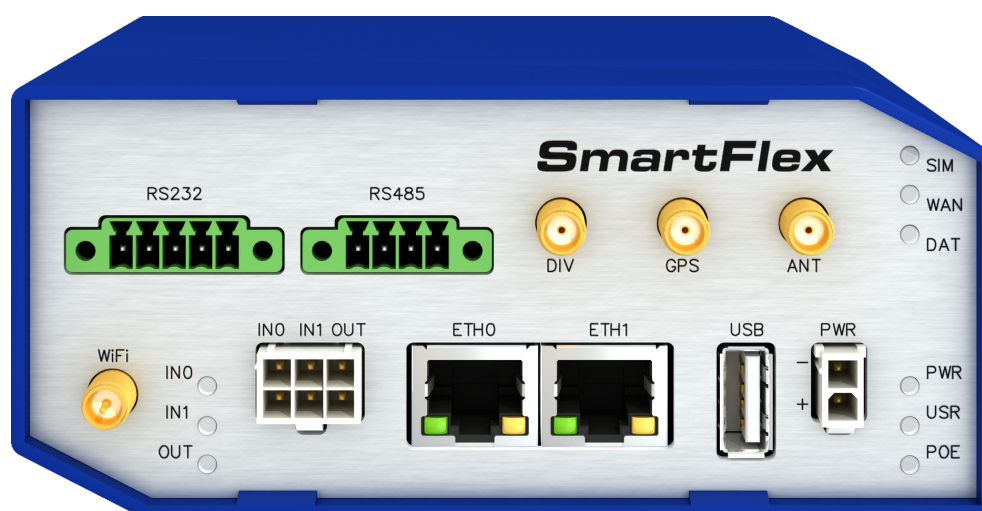 SmartFlex
SIM
WAN
DAT
RS232
RS485
DIV
GPS
ANT
IN0 IN1 OUT
ETH0
ETH1
USB
PWR
WiFi
IN0
IN1
OUT
-
+
PWR
USR
POE